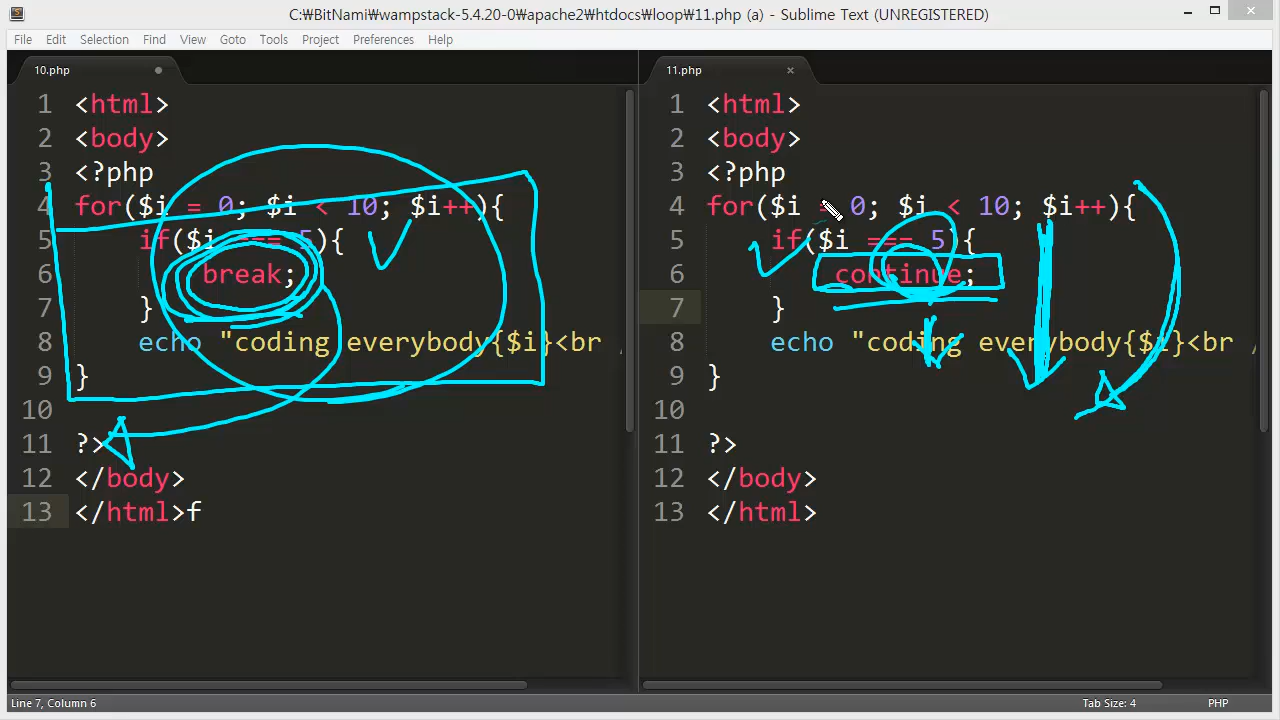 C:₩BitNami₩wampstack-5.4.20-0₩apache2₩htdocs₩loop₩11.php (a) - Sublime Text (UNREGISTERED)
File Edit Selection Find View Goto Tools Project Preferences Help
10.php
1 <html>
2 <body>
3 <?php
4 for($i = 0; $i < 10; $i++){
5 if($i === 5){
6 break;
7 }
8 echo "coding everybody{$i}<br /
9 }
10
11 ?>
12 </body>
13 </html>f
11.php
1 <html>
2 <body>
3 <?php
4 for($i = 0; $i < 10; $i++){
5 if($i === 5){
6 continue;
7 }
8 echo "coding everybody{$i}<br /
9 }
10
11 ?>
12 </body>
13 </html>
Line 7, Column 6 Tab Size: 4 PHP